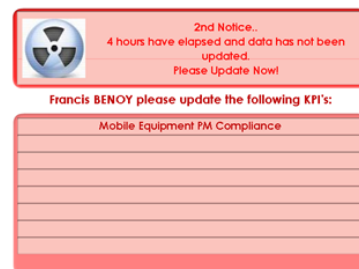 2nd Notice..
4 hours have elapsed and data has not been
updated.
Please Update Now!
Francis BENOY please update the following KPI's:
Mobile Equipment PM Compliance